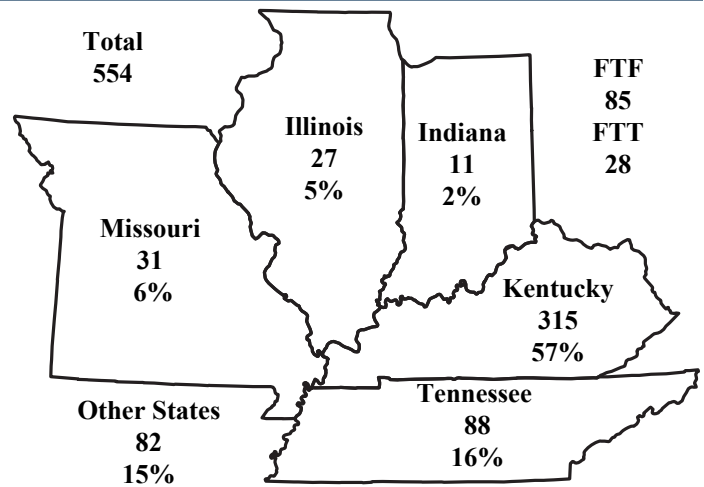 Total
554
FTF
85
FTT
28
Illinois
27
5%
Indiana
11
2%
Missouri
31
6%
Kentucky
315
57%
Other States
82
15%
Tennessee
88
16%